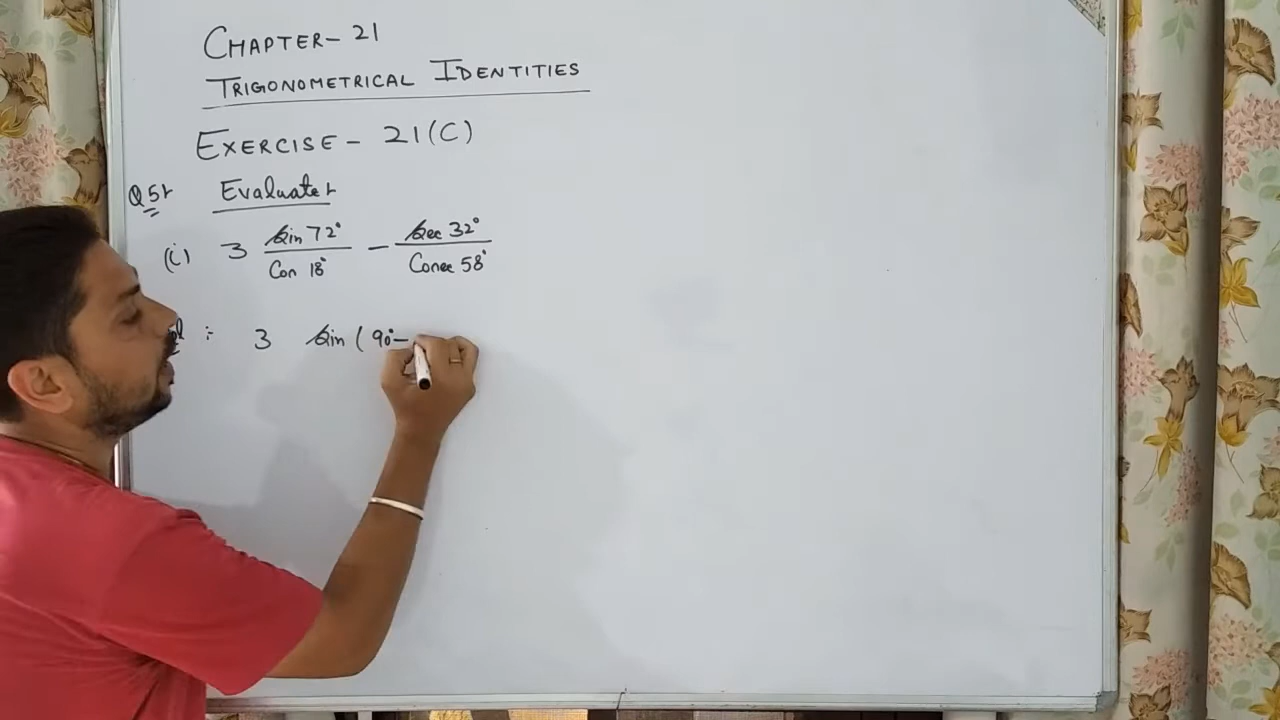 CHAPTER- 21
TRIGONOMETRICAL IDENTITIES
EXERCISE - 21(C)
Q5→ Evaluate→
(i) 3 Sin 72° / Cos 18° - Sec 32° / Cosec 58°
:- 3 Sin ( 90°-